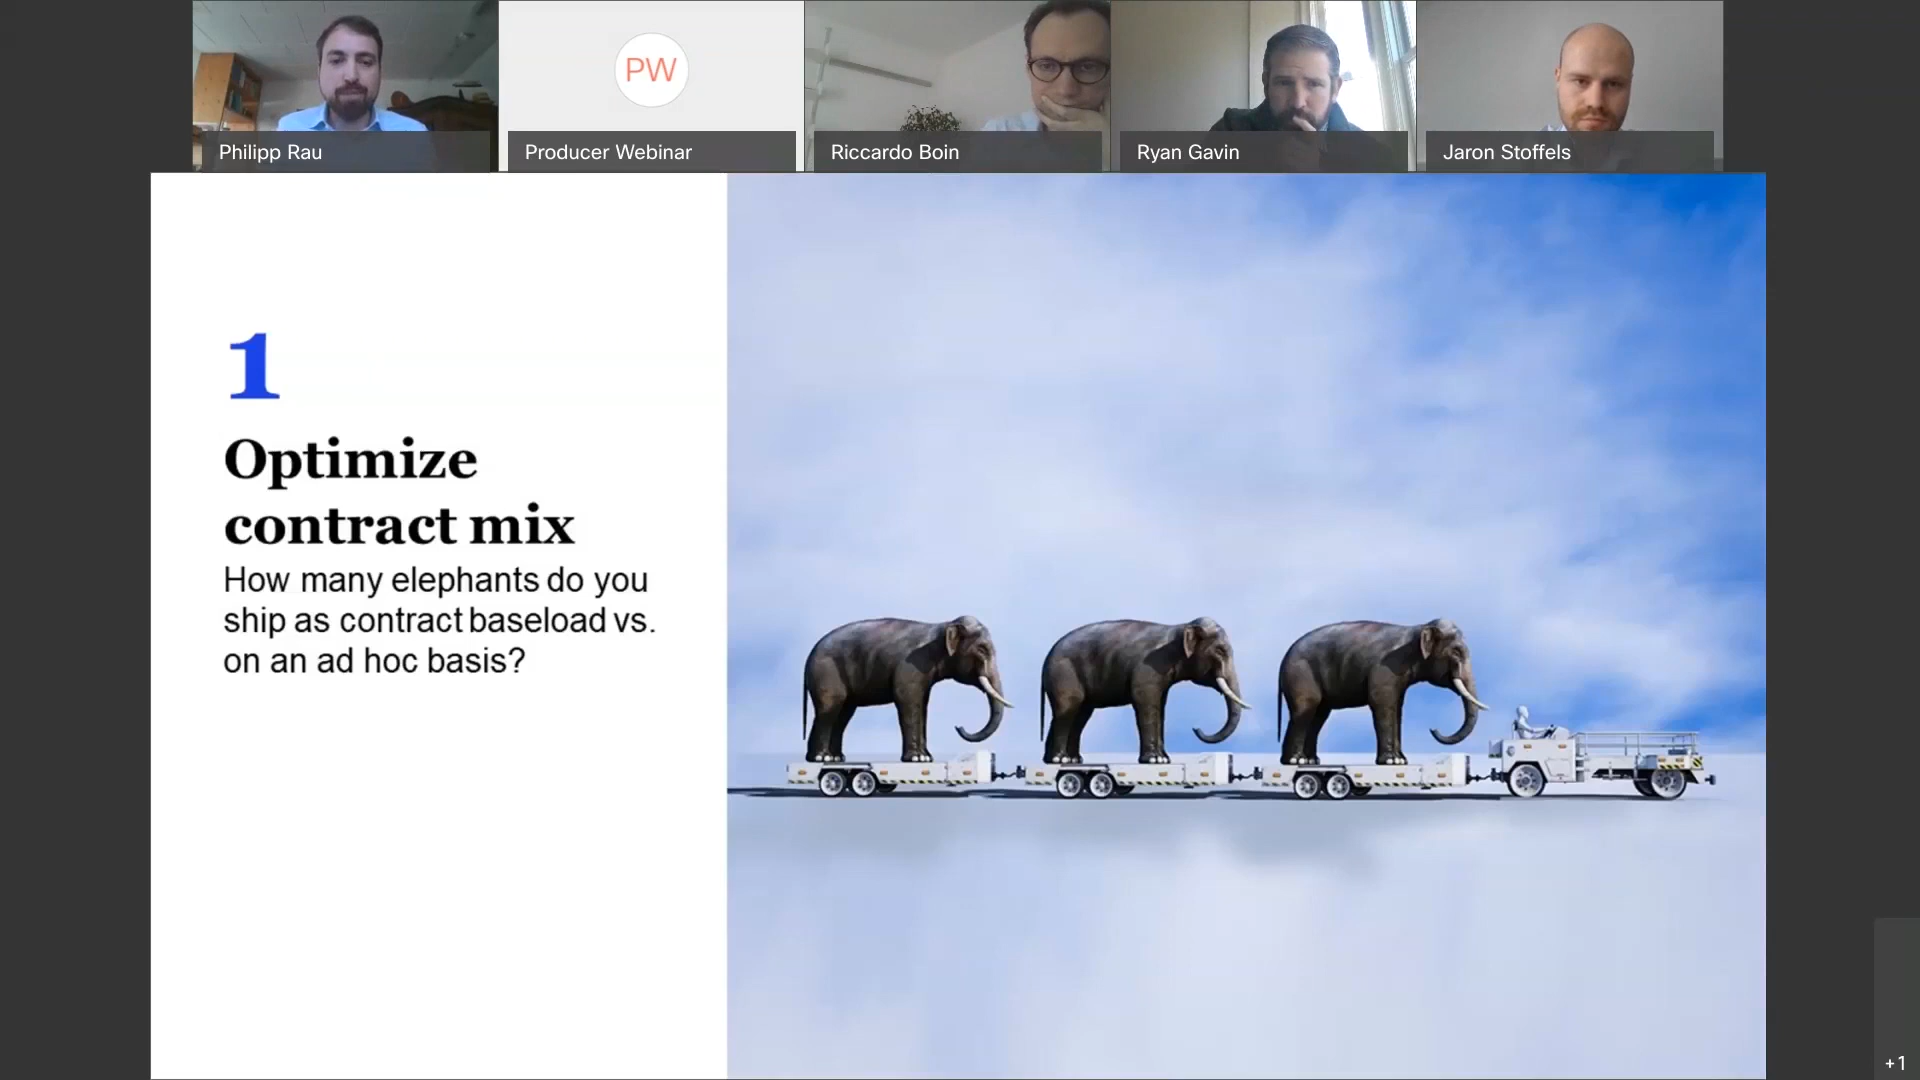 PW
Philipp Rau
Producer Webinar
Riccardo Boin
Ryan Gavin
Jaron Stoffels
1
Optimize
contract mix
How many elephants do you
ship as contract baseload vs.
on an ad hoc basis?
+1